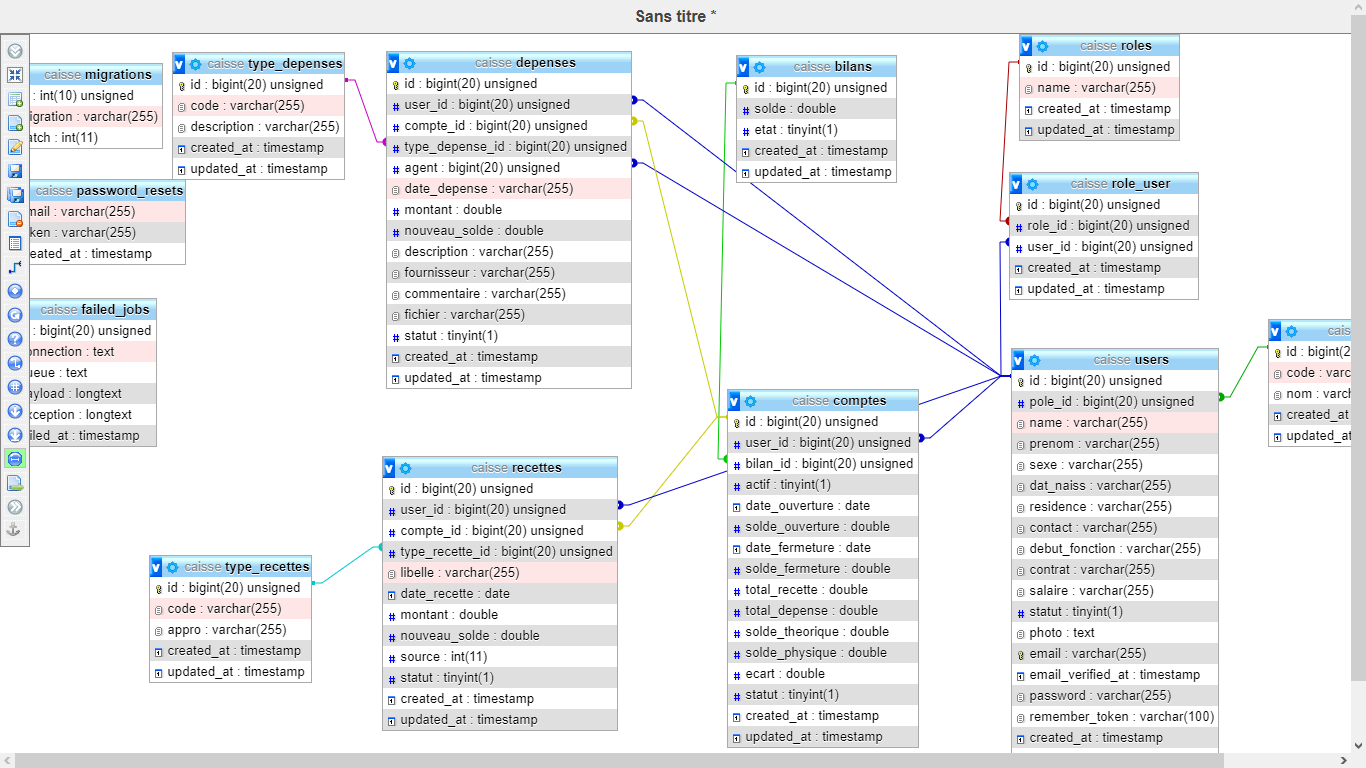 Sans titre *
caisse migrations
: int(10) unsigned
igration : varchar(255)
atch : int(11)
caisse type_depenses
id : bigint(20) unsigned
code : varchar(255)
description : varchar(255)
created_at : timestamp
updated_at : timestamp
caisse password_resets
mail : varchar(255)
ken : varchar(255)
eated_at : timestamp
caisse failed_jobs
: bigint(20) unsigned
onnection : text
ueue : text
ayload : longtext
xception : longtext
iled_at : timestamp
caisse type_recettes
id : bigint(20) unsigned
code : varchar(255)
appro : varchar(255)
created_at : timestamp
updated_at : timestamp
caisse depenses
id : bigint(20) unsigned
user_id : bigint(20) unsigned
compte_id : bigint(20) unsigned
type_depense_id : bigint(20) unsigned
agent : bigint(20) unsigned
date_depense : varchar(255)
montant : double
nouveau_solde : double
description : varchar(255)
fournisseur : varchar(255)
commentaire : varchar(255)
fichier : varchar(255)
statut : tinyint(1)
created_at : timestamp
updated_at : timestamp
caisse recettes
id : bigint(20) unsigned
user_id : bigint(20) unsigned
compte_id : bigint(20) unsigned
type_recette_id : bigint(20) unsigned
libelle : varchar(255)
date_recette : date
montant : double
nouveau_solde : double
source : int(11)
statut : tinyint(1)
created_at : timestamp
updated_at : timestamp
caisse bilans
id : bigint(20) unsigned
solde : double
etat : tinyint(1)
created_at : timestamp
updated_at : timestamp
caisse comptes
id : bigint(20) unsigned
user_id : bigint(20) unsigned
bilan_id : bigint(20) unsigned
actif : tinyint(1)
date_ouverture : date
solde_ouverture : double
date_fermeture : date
solde_fermeture : double
total_recette : double
total_depense : double
solde_theorique : double
solde_physique : double
ecart : double
statut : tinyint(1)
created_at : timestamp
updated_at : timestamp
caisse roles
id : bigint(20) unsigned
name : varchar(255)
created_at : timestamp
updated_at : timestamp
caisse role_user
id : bigint(20) unsigned
role_id : bigint(20) unsigned
user_id : bigint(20) unsigned
created_at : timestamp
updated_at : timestamp
caisse users
id : bigint(20) unsigned
pole_id : bigint(20) unsigned
name : varchar(255)
prenom : varchar(255)
sexe : varchar(255)
dat_naiss : varchar(255)
residence : varchar(255)
contact : varchar(255)
debut_fonction : varchar(255)
contrat : varchar(255)
salaire : varchar(255)
statut : tinyint(1)
photo : text
email : varchar(255)
email_verified_at : timestamp
password : varchar(255)
remember_token : varchar(100)
created_at : timestamp
cais
id : bigint(2
code : varc
nom : varch
created_at
updated_at